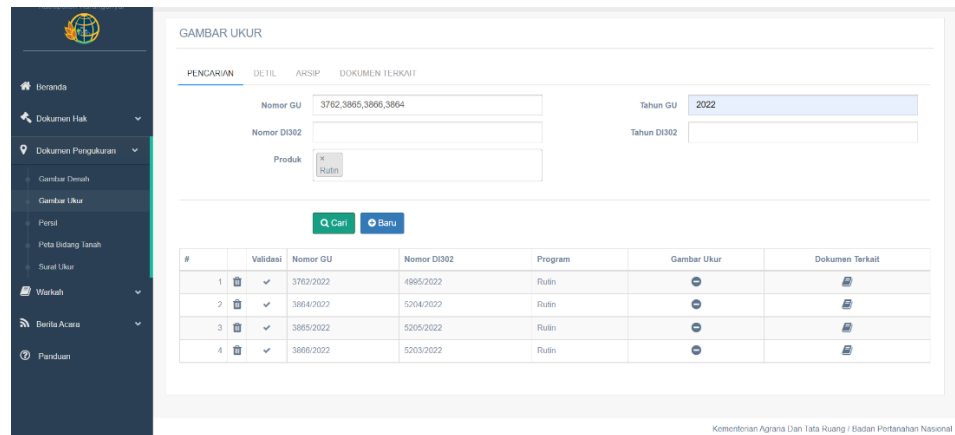 GAMBAR UKUR
PENCARIAN DETIL ARSIP DOKUMEN TERKAIT
Beranda
Dokumen Hak
Dokumen Pengukuran
Gambar Denah
Gambar Ukur
Persil
Peta Bidang Tanah
Surat Ukur
Warkah
Berita Acara
Panduan
Nomor GU 3762,3865,3866,3864 Tahun GU 2022
Nomor DI302 Tahun DI302
Produk × Rutin
Cari Baru
# Validasi Nomor GU Nomor DI302 Program Gambar Ukur Dokumen Terkait
1 3762/2022 4995/2022 Rutin
2 3864/2022 5204/2022 Rutin
3 3865/2022 5205/2022 Rutin
4 3866/2022 5203/2022 Rutin
Kementerian Agraria Dan Tata Ruang / Badan Pertanahan Nasional